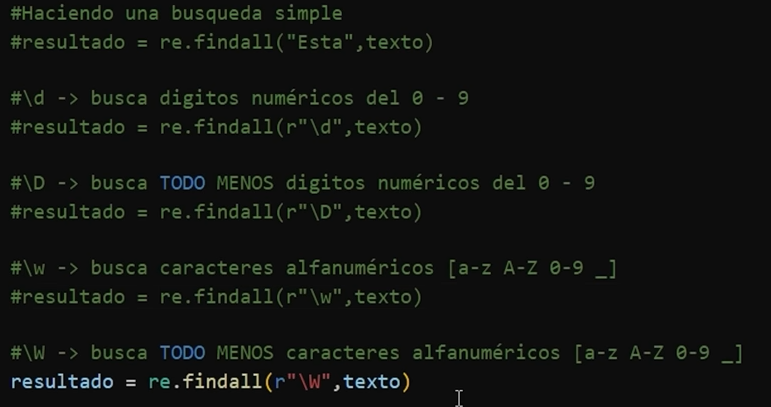 #Haciendo una busqueda simple
#resultado = re.findall("Esta",texto)
#\d -> busca digitos numéricos del 0 - 9
#resultado = re.findall(r"\d",texto)
#\D -> busca TODO MENOS digitos numéricos del 0 - 9
#resultado = re.findall(r"\D",texto)
#\w -> busca caracteres alfanuméricos [a-z A-Z 0-9 _]
#resultado = re.findall(r"\w",texto)
#\W -> busca TODO MENOS caracteres alfanuméricos [a-z A-Z 0-9 _]
resultado = re.findall(r"\W",texto)